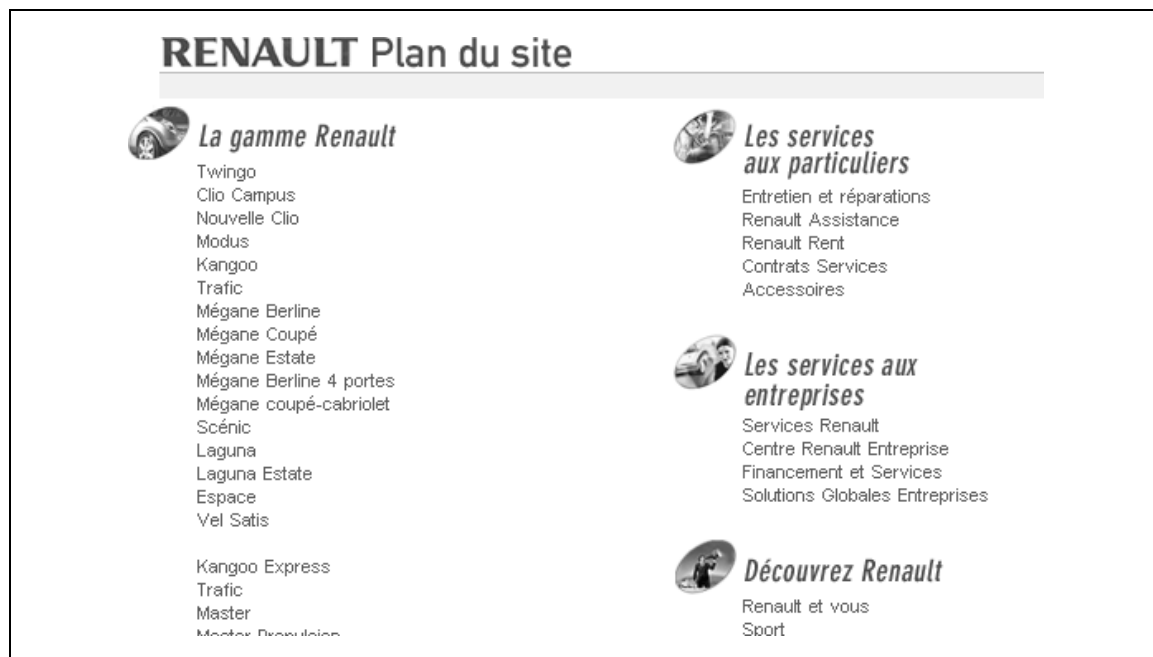 RENAULT Plan du site
La gamme Renault
Twingo
Clio Campus
Nouvelle Clio
Modus
Kangoo
Trafic
Mégane Berline
Mégane Coupé
Mégane Estate
Mégane Berline 4 portes
Mégane coupé-cabriolet
Scénic
Laguna
Laguna Estate
Espace
Vel Satis
Kangoo Express
Trafic
Master
Master Propulsion
Les services
aux particuliers
Entretien et réparations
Renault Assistance
Renault Rent
Contrats Services
Accessoires
Les services aux
entreprises
Services Renault
Centre Renault Entreprise
Financement et Services
Solutions Globales Entreprises
Découvrez Renault
Renault et vous
Sport